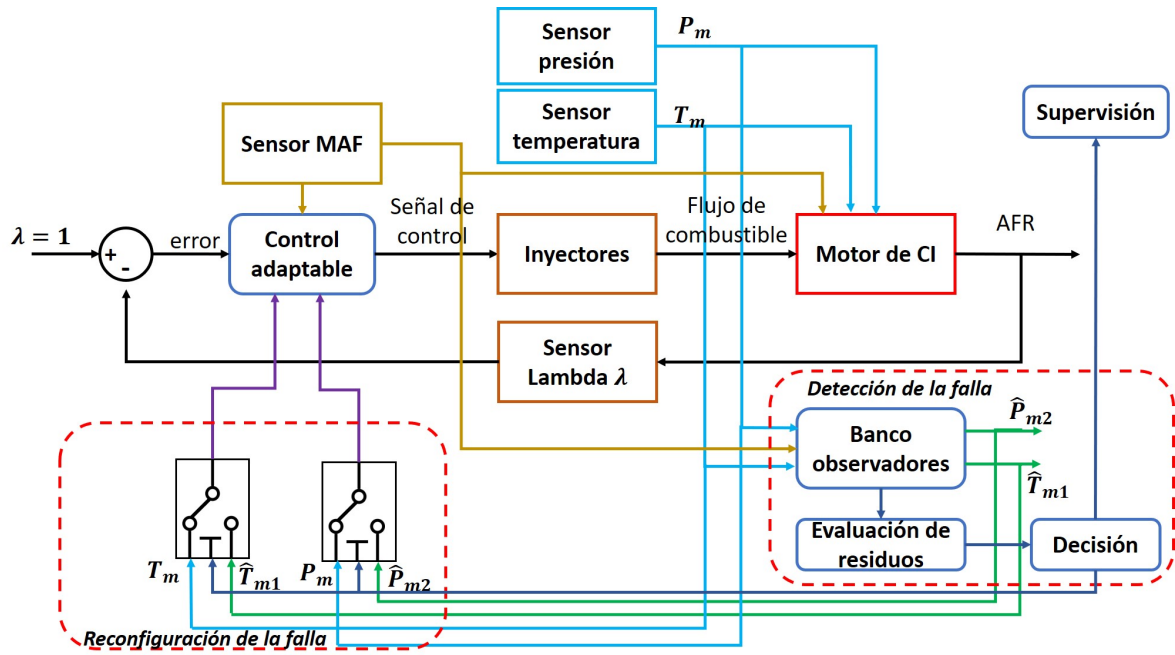 Sensor
presión
P_m
Sensor
temperatura
T_m
Supervisión
Sensor MAF
λ = 1
+
-
error
Control
adaptable
Señal de
control
Inyectores
Flujo de
combustible
Motor de CI
AFR
Sensor
Lambda λ
Detección de la falla
Banco
observadores
P̂_m2
T̂_m1
Evaluación de
residuos
Decisión
T_m
T̂_m1
P_m
P̂_m2
Reconfiguración de la falla